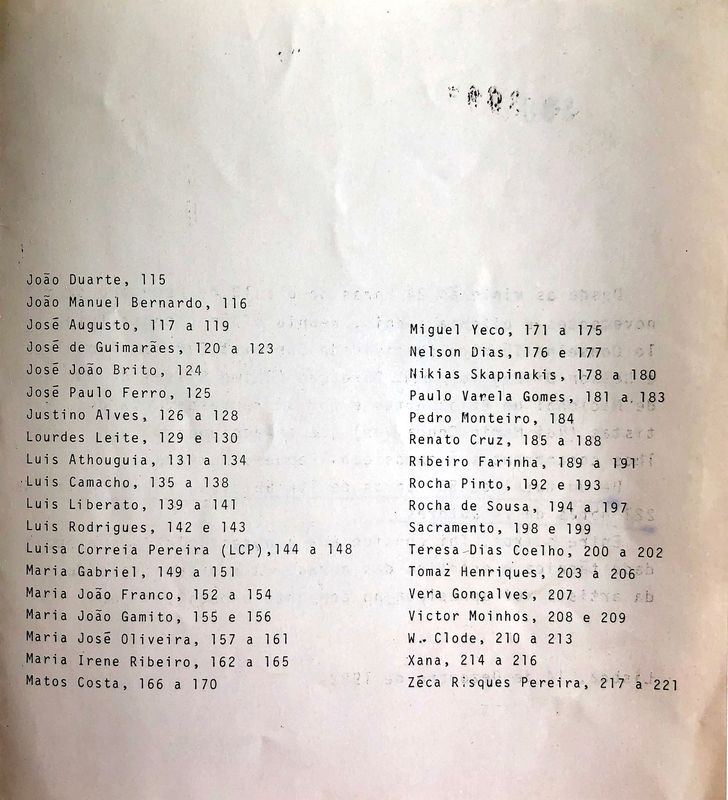 João Duarte, 115
João Manuel Bernardo, 116
José Augusto, 117 a 119
José de Guimarães, 120 a 123
José João Brito, 124
José Paulo Ferro, 125
Justino Alves, 126 a 128
Lourdes Leite, 129 e 130
Luis Athouguia, 131 a 134
Luis Camacho, 135 a 138
Luis Liberato, 139 a 141
Luis Rodrigues, 142 e 143
Luisa Correia Pereira (LCP),144 a 148
Maria Gabriel, 149 a 151
Maria João Franco, 152 a 154
Maria João Gamito, 155 e 156
Maria José Oliveira, 157 a 161
Maria Irene Ribeiro, 162 a 165
Matos Costa, 166 a 170
Miguel Yeco, 171 a 175
Nelson Dias, 176 e 177
Nikias Skapinakis, 178 a 180
Paulo Varela Gomes, 181 a 183
Pedro Monteiro, 184
Renato Cruz, 185 a 188
Ribeiro Farinha, 189 a 191
Rocha Pinto, 192 e 193
Rocha de Sousa, 194 a 197
Sacramento, 198 e 199
Teresa Dias Coelho, 200 a 202
Tomaz Henriques, 203 a 206
Vera Gonçalves, 207
Victor Moinhos, 208 e 209
W. Clode, 210 a 213
Xana, 214 a 216
Zéca Risques Pereira, 217 a 221